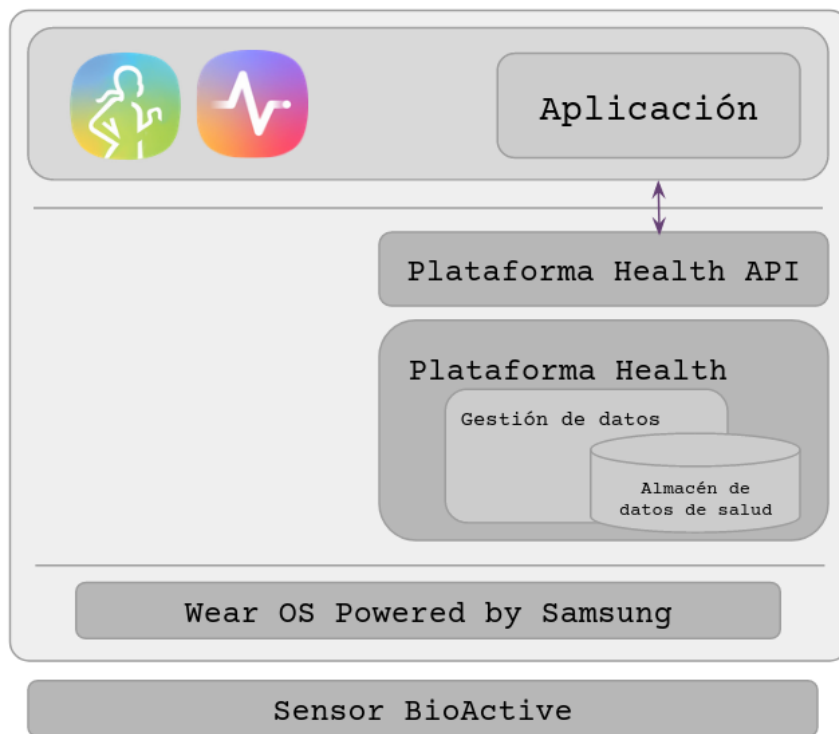 Aplicación
Plataforma Health API
Plataforma Health
Gestión de datos
Almacén de
datos de salud
Wear OS Powered by Samsung
Sensor BioActive